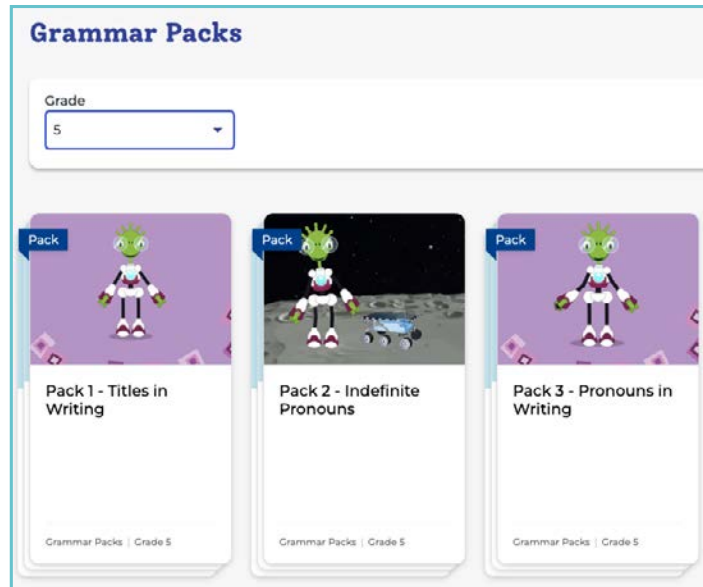 Grammar Packs
Grade
5
Pack
Pack 1 - Titles in
Writing
Grammar Packs | Grade 5
Pack
Pack 2 - Indefinite
Pronouns
Grammar Packs | Grade 5
Pack
Pack 3 - Pronouns in
Writing
Grammar Packs | Grade 5